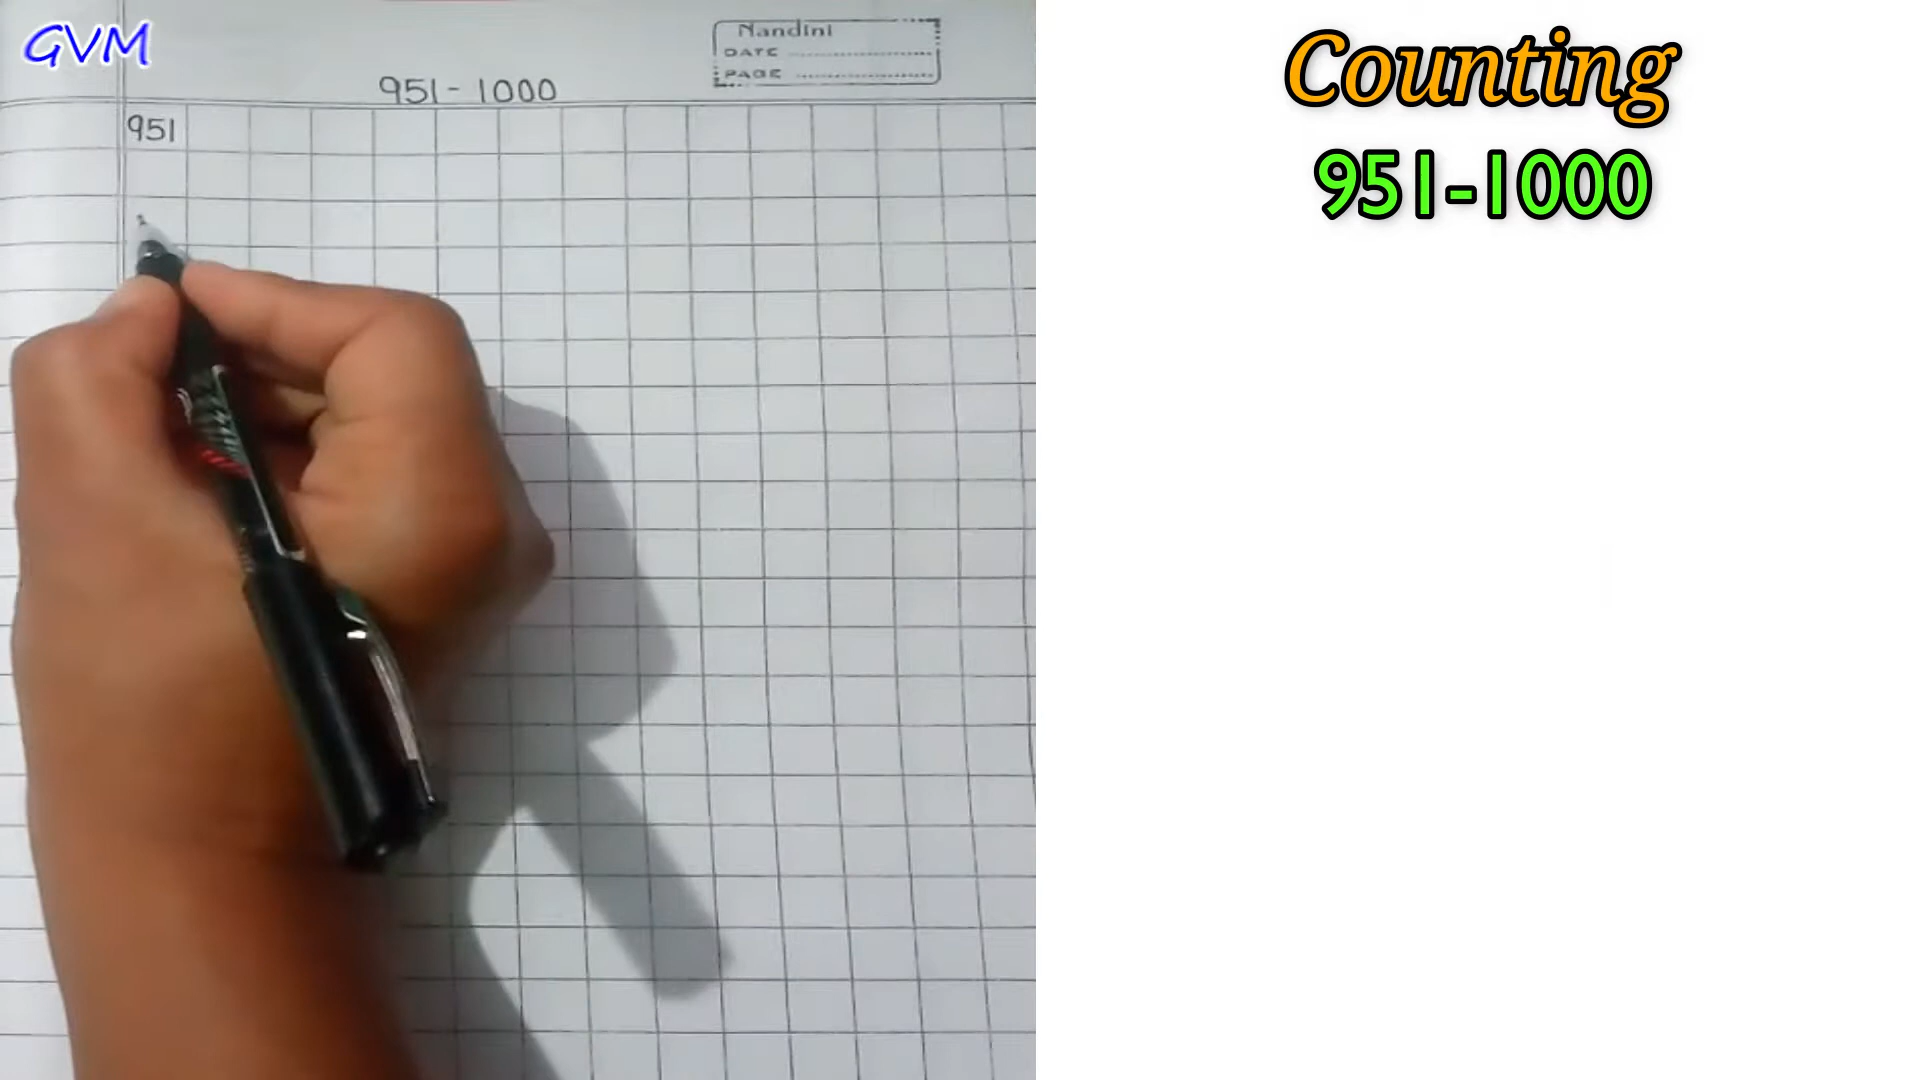 GVM
Nandini
DATE
PAGE
951 - 1000
951
Counting
951-1000